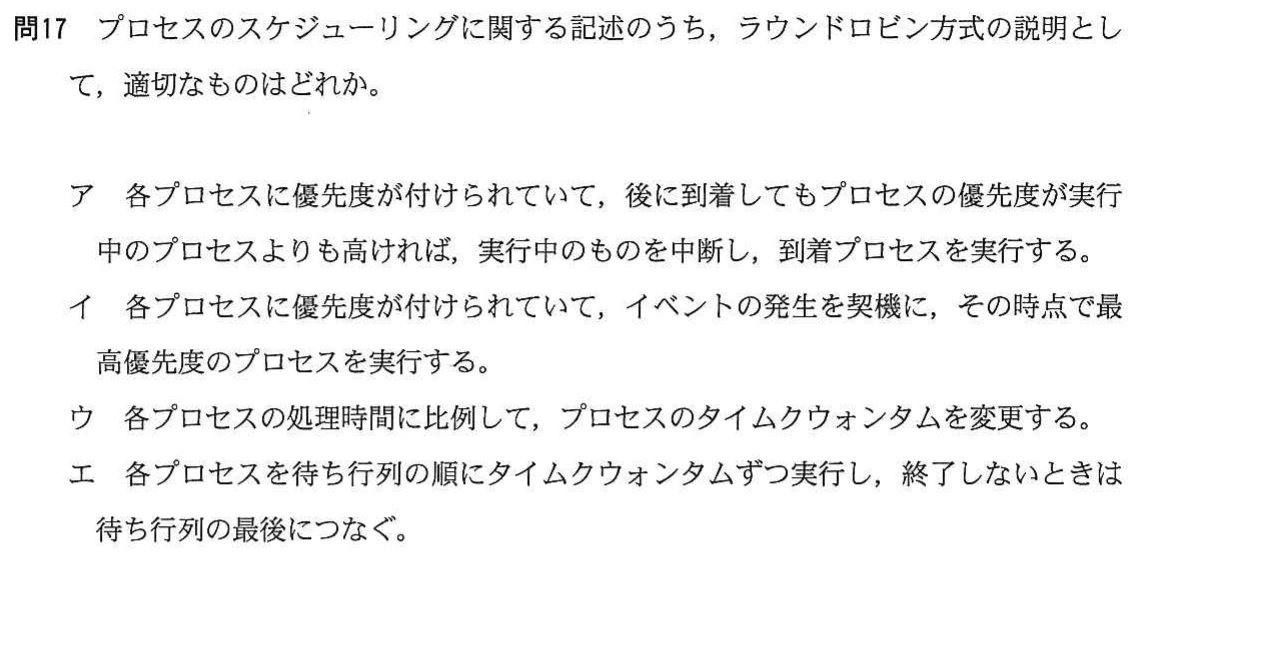 問17 プロセスのスケジューリングに関する記述のうち，ラウンドロビン方式の説明とし
て，適切なものはどれか。
ア 各プロセスに優先度が付けられていて，後に到着してもプロセスの優先度が実行
中のプロセスよりも高ければ，実行中のものを中断し，到着プロセスを実行する。
イ 各プロセスに優先度が付けられていて，イベントの発生を契機に，その時点で最
高優先度のプロセスを実行する。
ウ 各プロセスの処理時間に比例して，プロセスのタイムクウォンタムを変更する。
エ 各プロセスを待ち行列の順にタイムクウォンタムずつ実行し，終了しないときは
待ち行列の最後につなぐ。